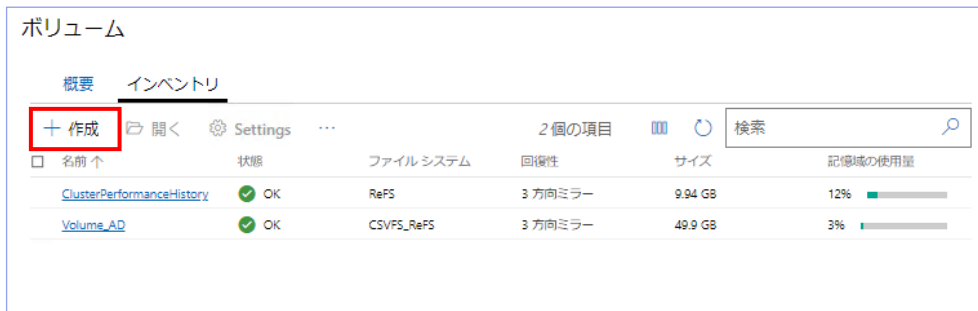 ボリューム
概要 インベントリ
作成 開く Settings ... 2個の項目 検索
名前 状態 ファイル システム 回復性 サイズ 記憶域の使用量
ClusterPerformanceHistory OK ReFS 3 方向ミラー 9.94 GB 12%
Volume_AD OK CSVFS_ReFS 3 方向ミラー 49.9 GB 3%